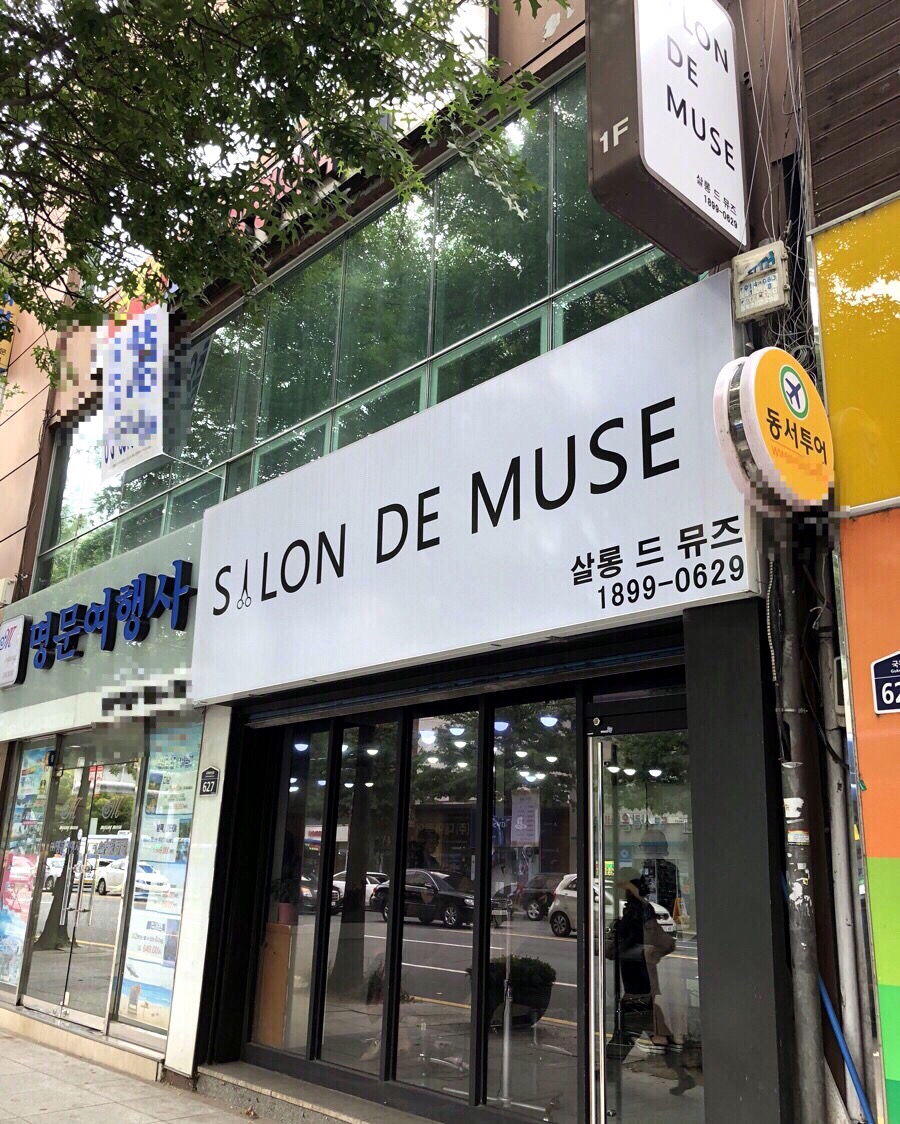 LON
DE
MUSE
살롱 드 뮤즈
1899-0629
1F
SALON DE MUSE
살롱 드 뮤즈
1899-0629
동서투어
명문여행사
627